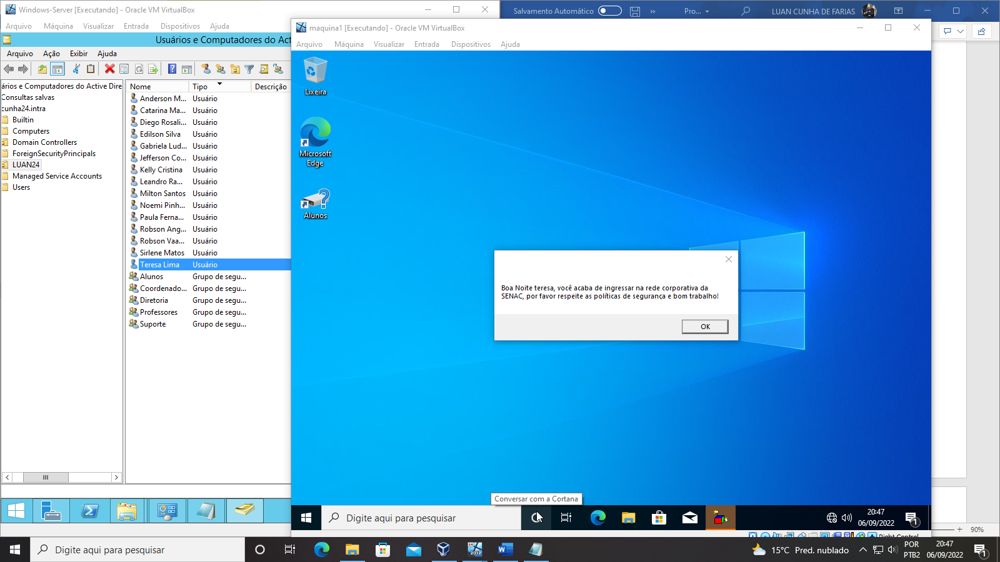 Windows-Server [Executando] - Oracle VM VirtualBox
Arquivo Máquina Visualizar Entrada Dispositivos Ajuda
Usuários e Computadores do Act
Arquivo Ação Exibir Ajuda
ários e Computadores do Active Dire
Consultas salvas
cunha24.intra
Builtin
Computers
Domain Controllers
ForeignSecurityPrincipals
LUAN24
Managed Service Accounts
Users
Nome Tipo Descrição
Anderson M... Usuário
Catarina Ma... Usuário
Diego Rosali... Usuário
Edilson Silva Usuário
Gabriela Lud... Usuário
Jefferson Co... Usuário
Kelly Cristina Usuário
Leandro Ra... Usuário
Milton Santos Usuário
Noemi Pinh... Usuário
Paula Ferna... Usuário
Robson Ang... Usuário
Robson Vaa... Usuário
Sirlene Matos Usuário
Teresa Lima Usuário
Alunos Grupo de segu...
Coordenado... Grupo de segu...
Diretoria Grupo de segu...
Professores Grupo de segu...
Suporte Grupo de segu...
Salvamento Automático Pro... LUAN CUNHA DE FARIAS
maquina1 [Executando] - Oracle VM VirtualBox
Arquivo Máquina Visualizar Entrada Dispositivos Ajuda
Lixeira
Microsoft
Edge
Alunos
Boa Noite teresa, você acaba de ingressar na rede corporativa da
SENAC, por favor respeite as políticas de segurança e bom trabalho!
OK
Conversar com a Cortana
Digite aqui para pesquisar
20:47
06/09/2022
1
Right Control
90%
Digite aqui para pesquisar
2012
15°C Pred. nublado
POR
PTB2
20:47
06/09/2022
1